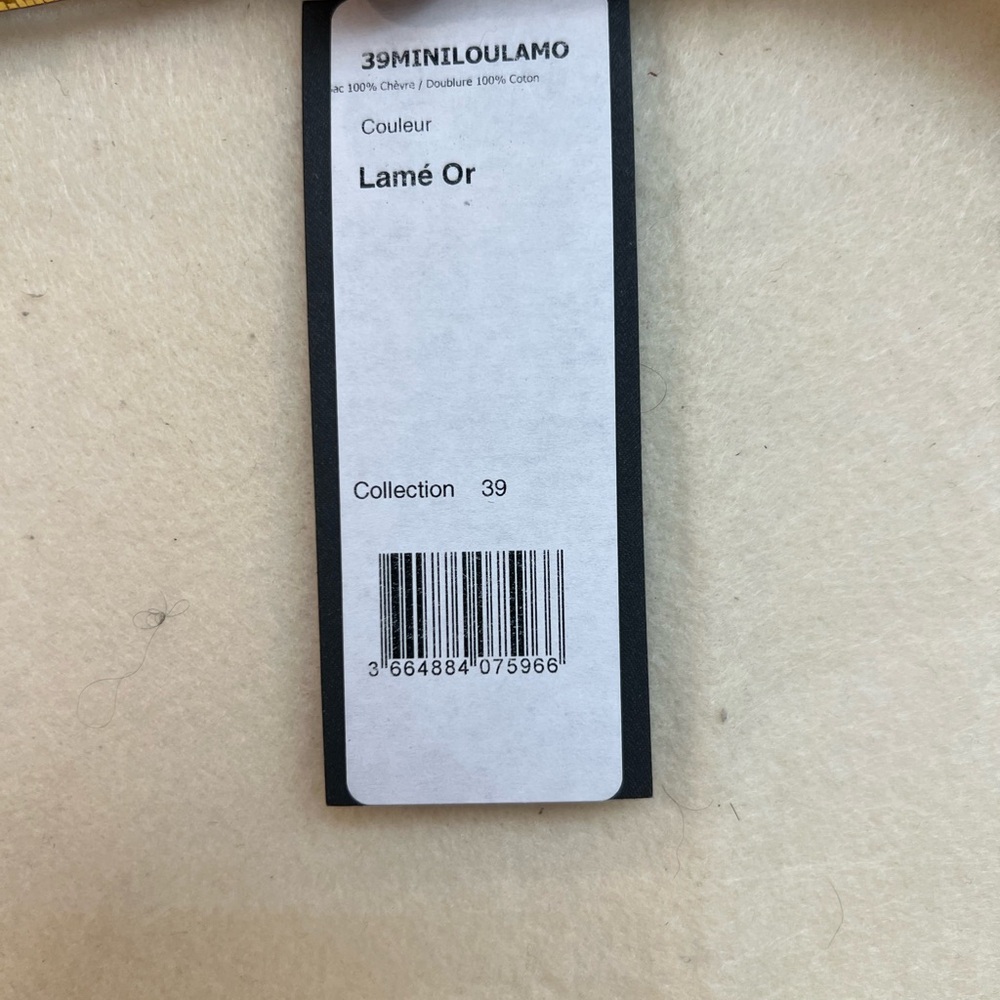 39MINILOULAMO
ac 100% Chèvre / Doublure 100% Coton
Couleur
Lamé Or
Collection 39
3 664884 075966